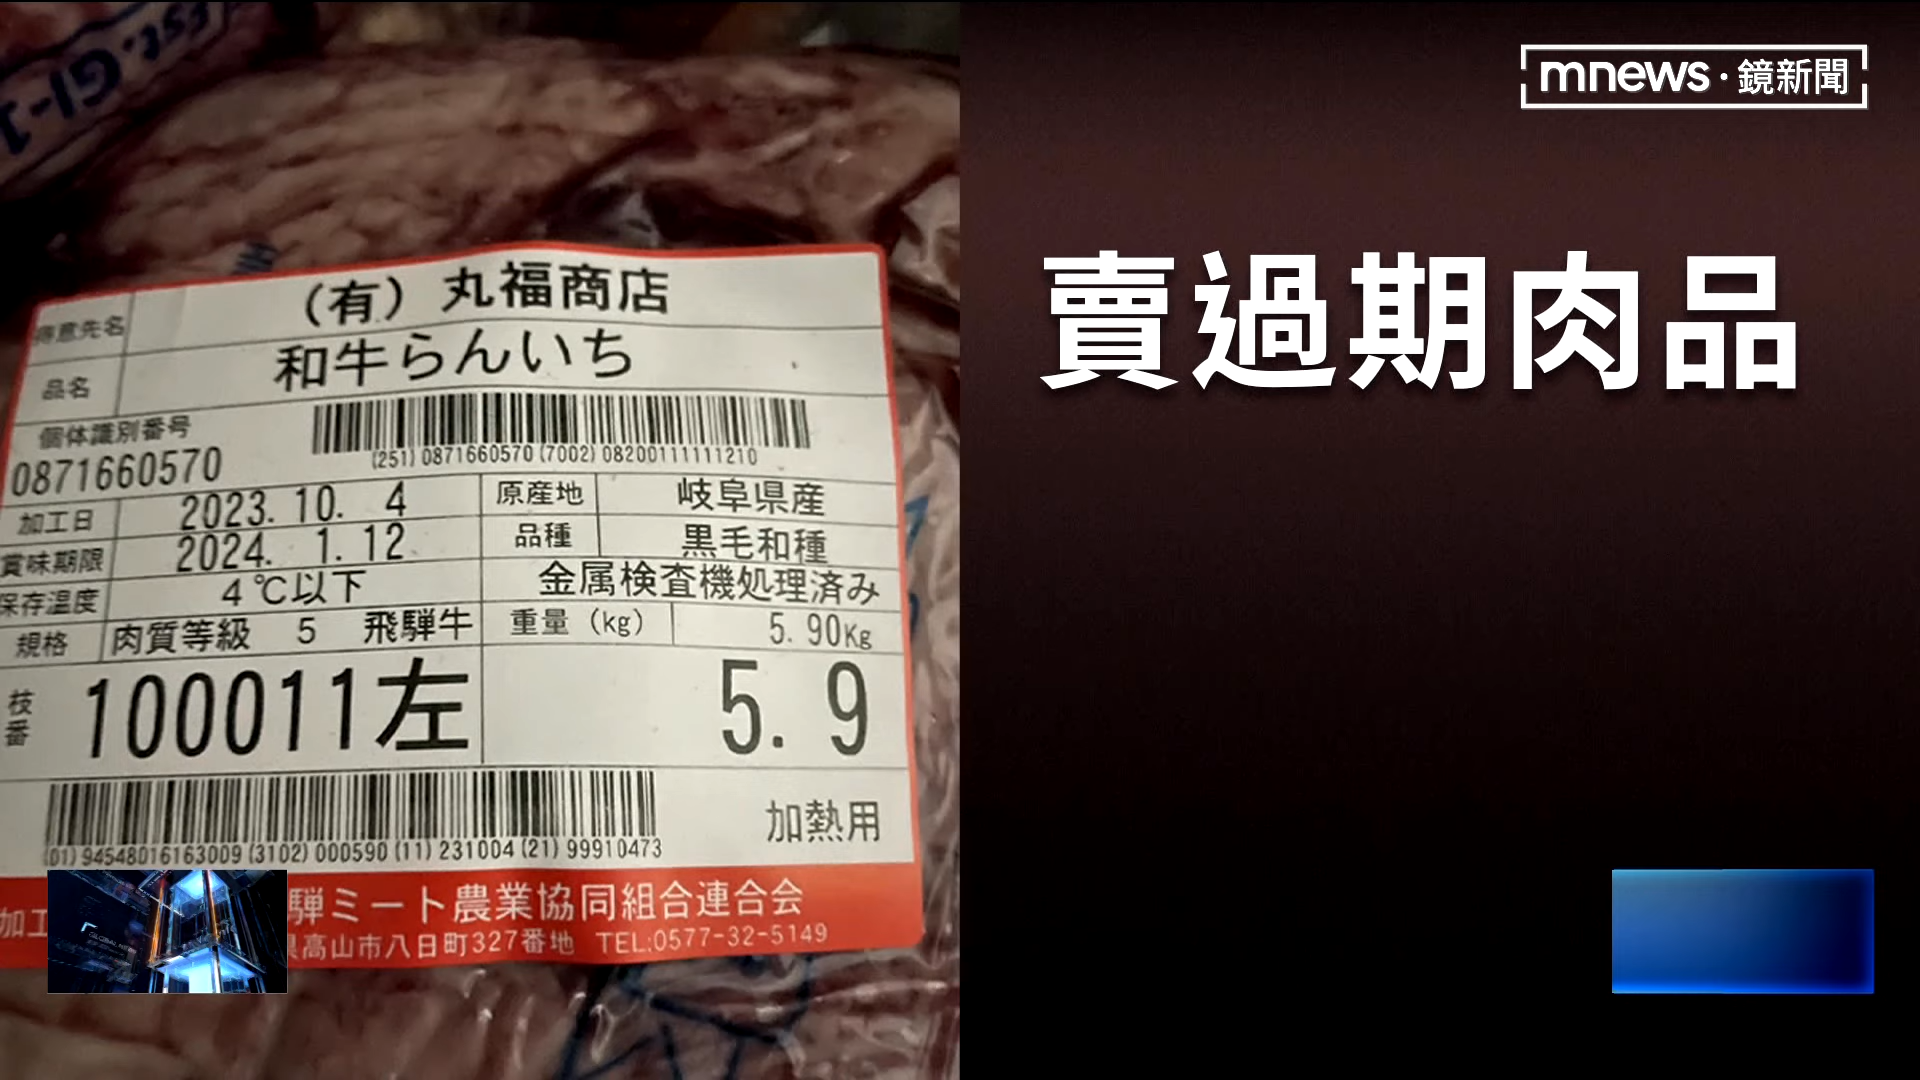 Est. GI-1
mnews·鏡新聞
賣過期肉品
得意先名 (有) 丸福商店
品名 和牛らんいち
個体識別番号
0871660570
(251) 0871660570 (7002) 08200111111210
加工日 2023.10. 4 原産地 岐阜県産
賞味期限 2024. 1.12 品種 黒毛和種
保存温度 4℃以下 金属検査機処理済み
規格 肉質等級 5 飛騨牛 重量 (kg) 5.90Kg
枝番 100011左 5.9
(01) 94548016163009 (3102) 000590 (11) 231004 (21) 99910473
加熱用
加工 騨ミート農業協同組合連合会
高山市八日町327番地 TEL:0577-32-5149